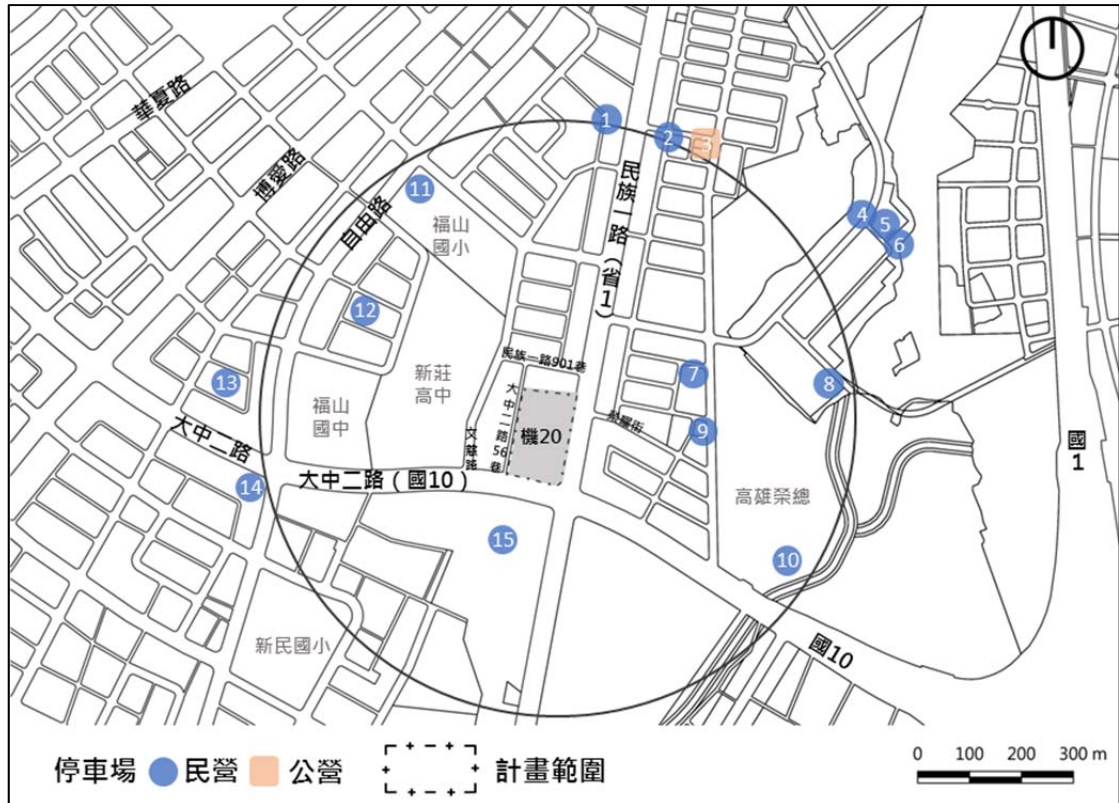 華夏路
博愛路
自由路
1
2
3
民族一路（省1）
11
福山
國小
4
5
6
12
民族一路901巷
新莊
高中
大中二路56巷
文慈路
機20
7
8
13
福山
國中
9
國1
大中二路
14
大中二路（國10）
高雄榮總
15
10
新民國小
國10
停車場 民營 公營 計畫範圍
0 100 200 300 m